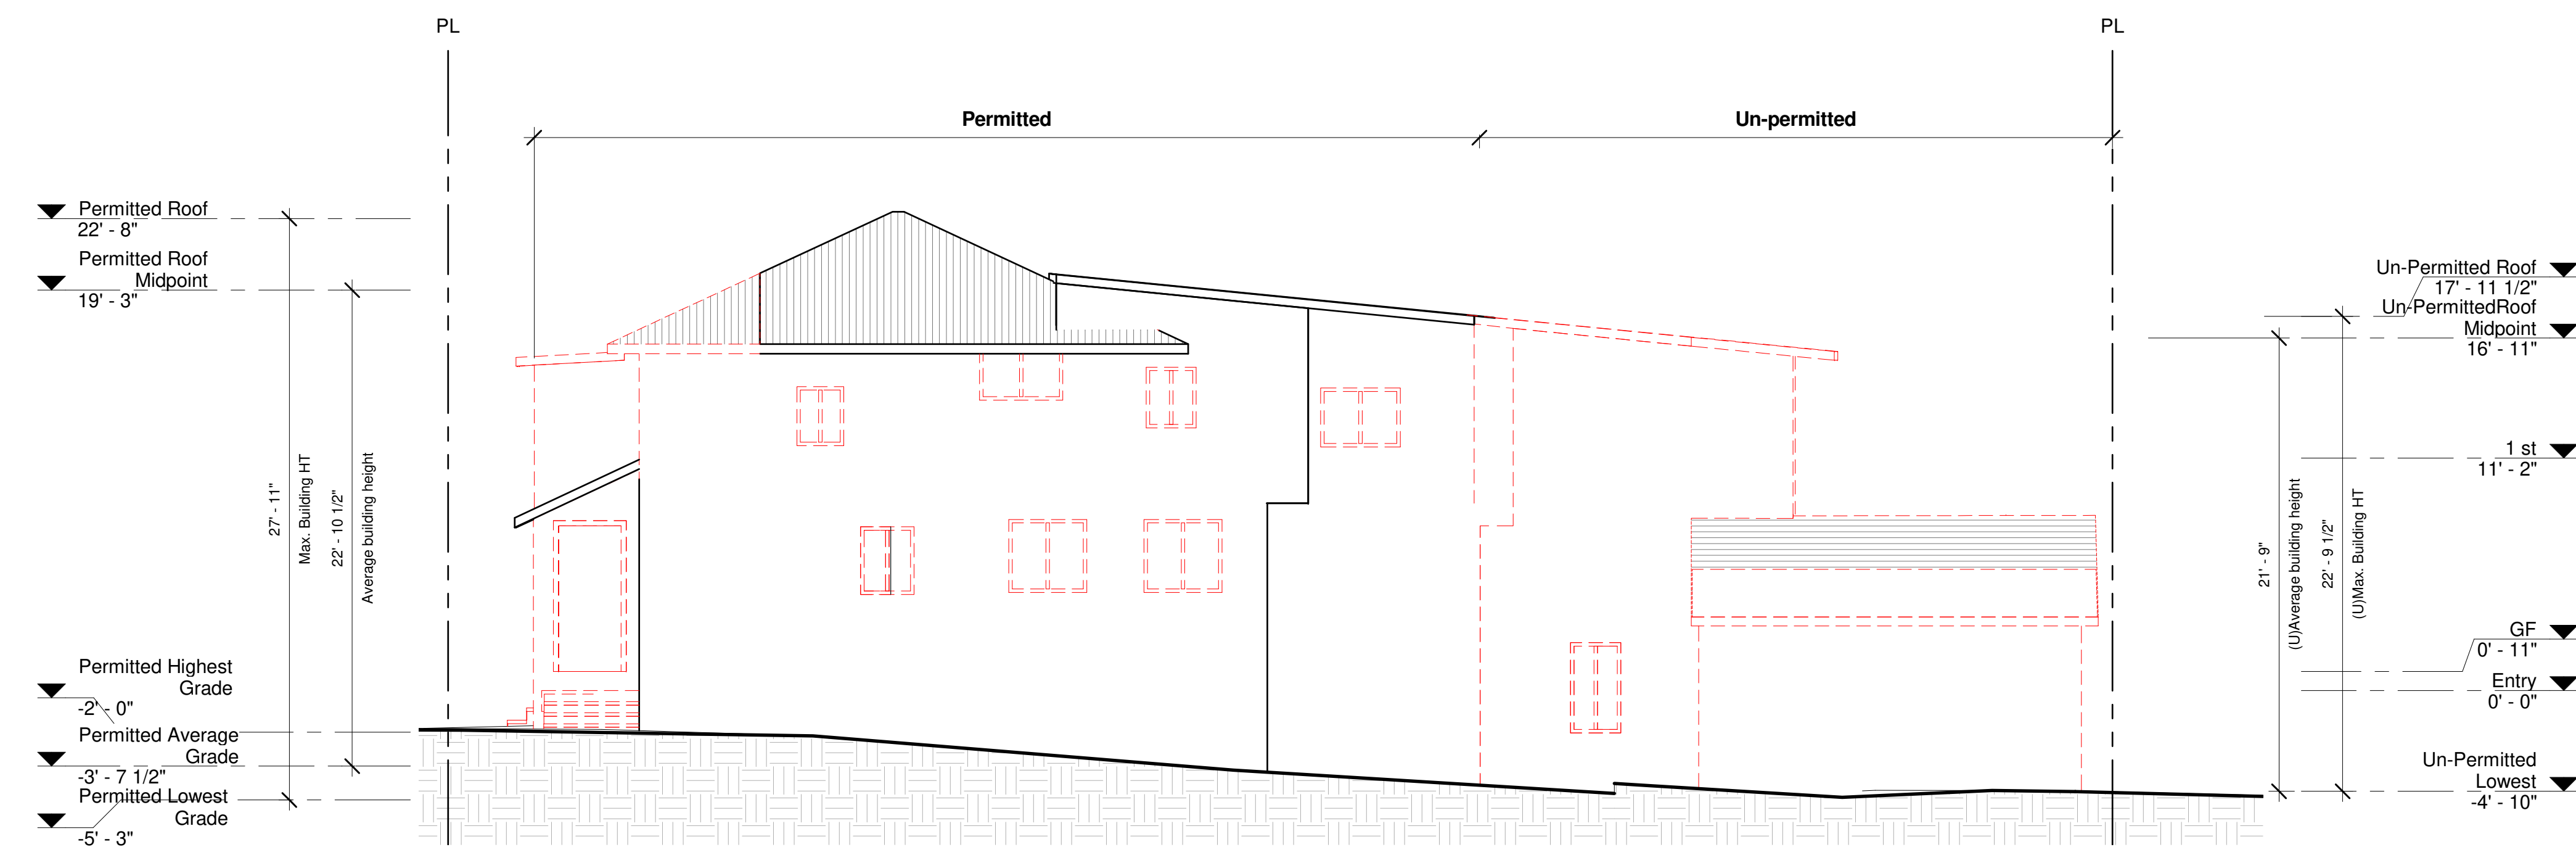 PL
PL
Permitted
Un-permitted
Permitted Roof
22' - 8"
Permitted Roof
Midpoint
19' - 3"
Permitted Highest
Grade
-2' - 0"
Permitted Average
Grade
-3' - 7 1/2"
Permitted Lowest
Grade
-5' - 3"
27' - 11"
Max. Building HT
22' - 10 1/2"
Average building height
21' - 9"
(U)Average building height
22' - 9 1/2"
(U)Max. Building HT
Un-Permitted Roof
17' - 11 1/2"
Un-PermittedRoof
Midpoint
16' - 11"
1 st
11' - 2"
GF
0' - 11"
Entry
0' - 0"
Un-Permitted
Lowest
-4' - 10"